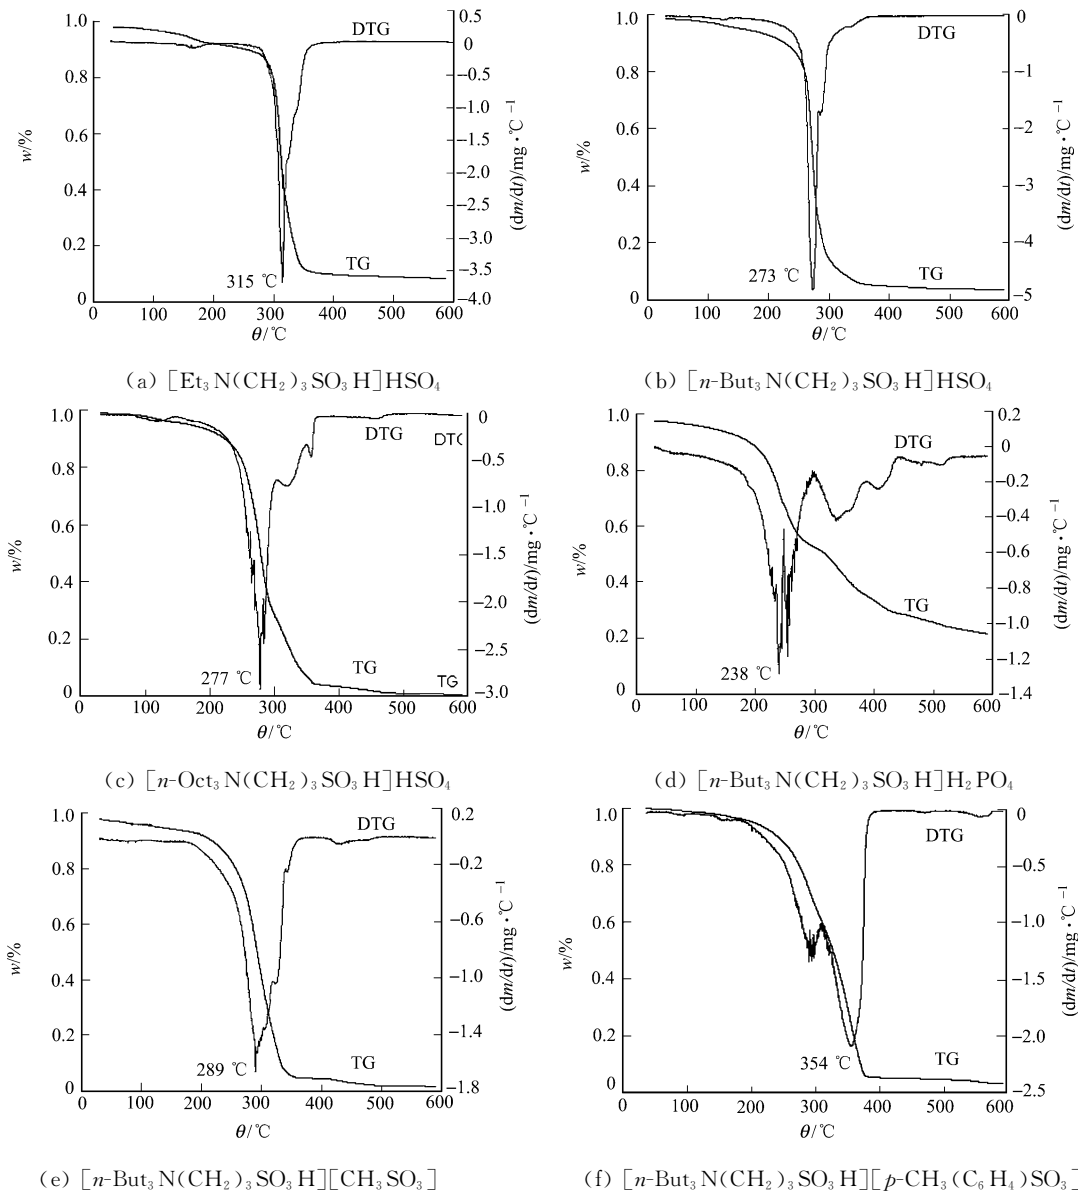 1.0
0.8
0.6
0.4
0.2
0
w/%
0.5
0
−0.5
−1.0
−1.5
−2.0
−2.5
−3.0
−3.5
−4.0
(dm/dt)/mg·℃⁻¹
DTG
TG
315 ℃
0 100 200 300 400 500 600
θ/℃
(a) [Et₃N(CH₂)₃SO₃H]HSO₄
1.0
0.8
0.6
0.4
0.2
0
w/%
0
−1
−2
−3
−4
−5
(dm/dt)/mg·℃⁻¹
DTG
TG
273 ℃
0 100 200 300 400 500 600
θ/℃
(b) [n-But₃N(CH₂)₃SO₃H]HSO₄
1.0
0.8
0.6
0.4
0.2
0
w/%
0
−0.5
−1.0
−1.5
−2.0
−2.5
−3.0
(dm/dt)/mg·℃⁻¹
DTG
DTG
TG
TG
277 ℃
0 100 200 300 400 500 600
θ/℃
(c) [n-Oct₃N(CH₂)₃SO₃H]HSO₄
1.0
0.8
0.6
0.4
0.2
0
w/%
0.2
0
−0.2
−0.4
−0.6
−0.8
−1.0
−1.2
−1.4
(dm/dt)/mg·℃⁻¹
DTG
TG
238 ℃
0 100 200 300 400 500 600
θ/℃
(d) [n-But₃N(CH₂)₃SO₃H]H₂PO₄
1.0
0.8
0.6
0.4
0.2
0
w/%
0.2
−0.2
−0.6
−1.0
−1.4
−1.8
(dm/dt)/mg·℃⁻¹
DTG
TG
289 ℃
0 100 200 300 400 500 600
θ/℃
(e) [n-But₃N(CH₂)₃SO₃H][CH₃SO₃]
1.0
0.8
0.6
0.4
0.2
0
w/%
0
−0.5
−1.0
−1.5
−2.0
−2.5
(dm/dt)/mg·℃⁻¹
DTG
TG
354 ℃
0 100 200 300 400 500 600
θ/℃
(f) [n-But₃N(CH₂)₃SO₃H][p-CH₃(C₆H₄)SO₃]